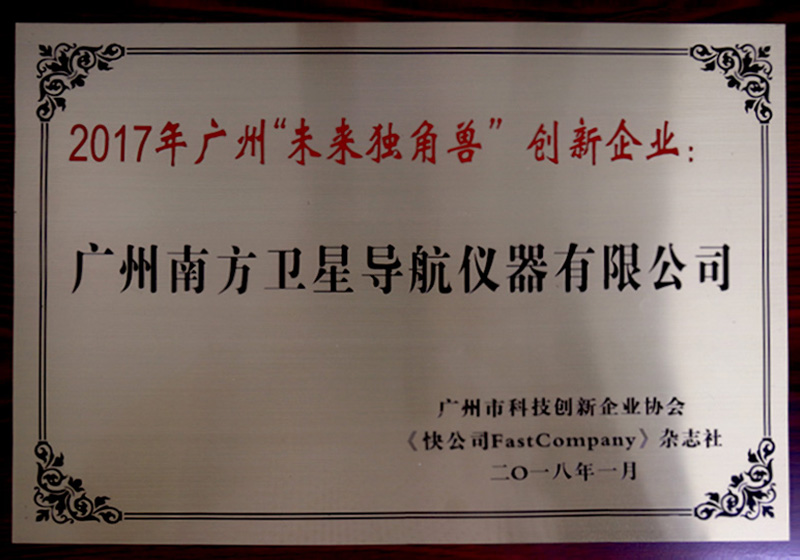 2017年广州“未来独角兽”创新企业：
广州南方卫星导航仪器有限公司
广州市科技创新企业协会
《快公司FastCompany》杂志社
二〇一八年一月